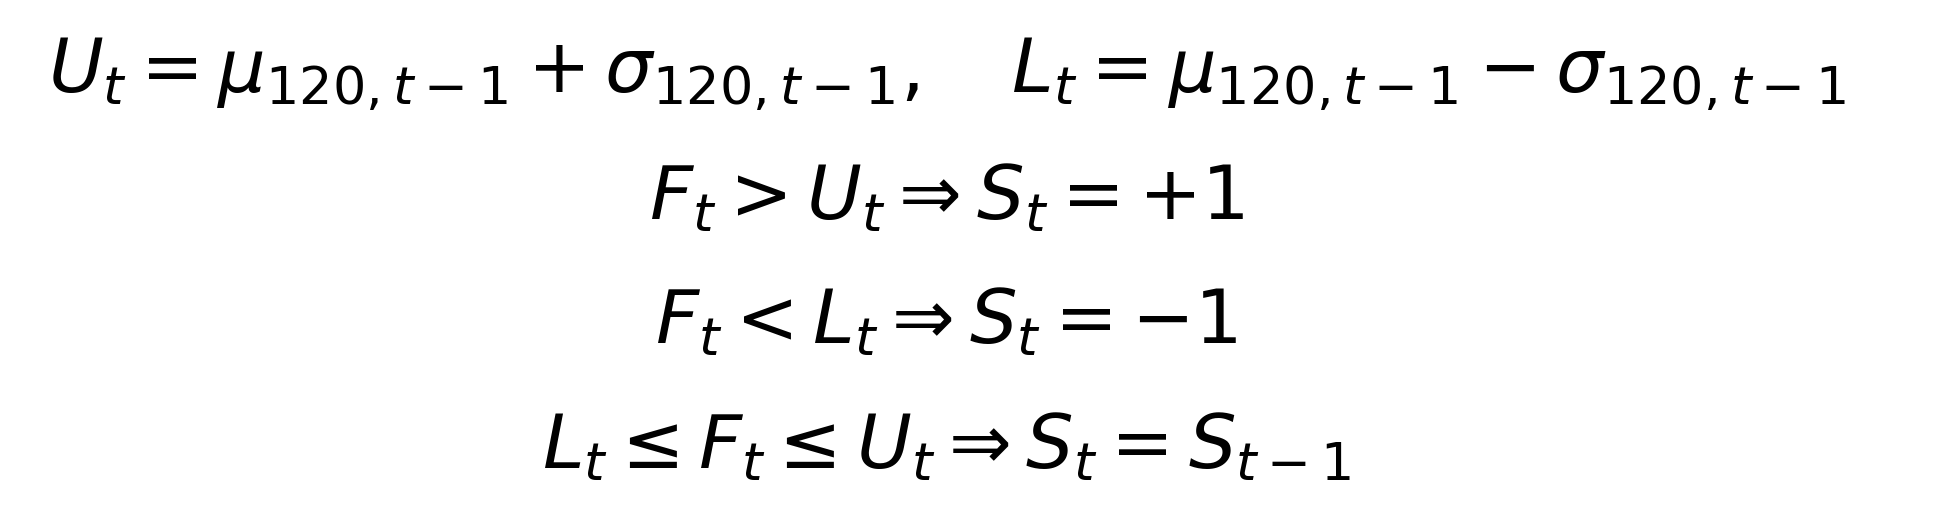 U_t = μ_{120,t−1} + σ_{120,t−1},   L_t = μ_{120,t−1} − σ_{120,t−1}
F_t > U_t ⇒ S_t = +1
F_t < L_t ⇒ S_t = −1
L_t ≤ F_t ≤ U_t ⇒ S_t = S_{t−1}